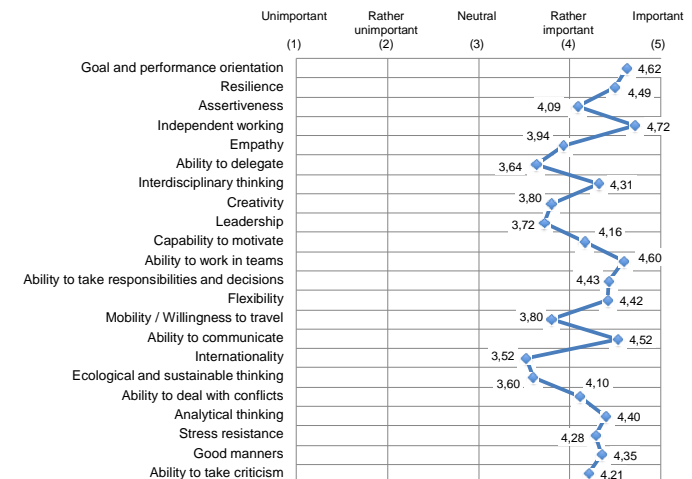 Unimportant Rather unimportant Neutral Rather important Important
(1) (2) (3) (4) (5)
Goal and performance orientation 4,62
Resilience 4,49
Assertiveness 4,09
Independent working 4,72
Empathy 3,94
Ability to delegate 3,64
Interdisciplinary thinking 4,31
Creativity 3,80
Leadership 3,72
Capability to motivate 4,16
Ability to work in teams 4,60
Ability to take responsibilities and decisions 4,43
Flexibility 4,42
Mobility / Willingness to travel 3,80
Ability to communicate 4,52
Internationality 3,52
Ecological and sustainable thinking 3,60
Ability to deal with conflicts 4,10
Analytical thinking 4,40
Stress resistance 4,28
Good manners 4,35
Ability to take criticism 4,21